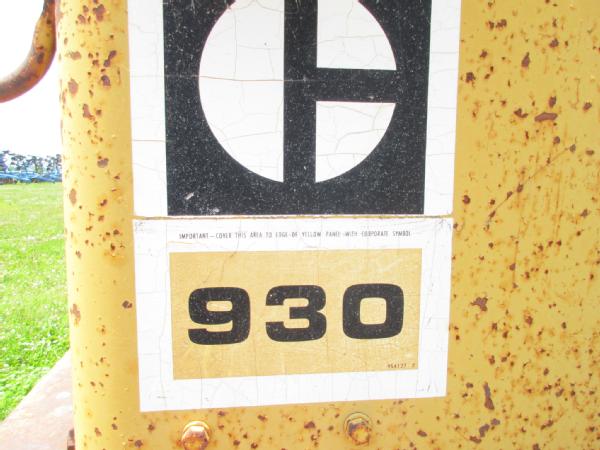 IMPORTANT—COVER THIS AREA TO EDGE OF YELLOW PANEL WITH CORPORATE SYMBOL
930